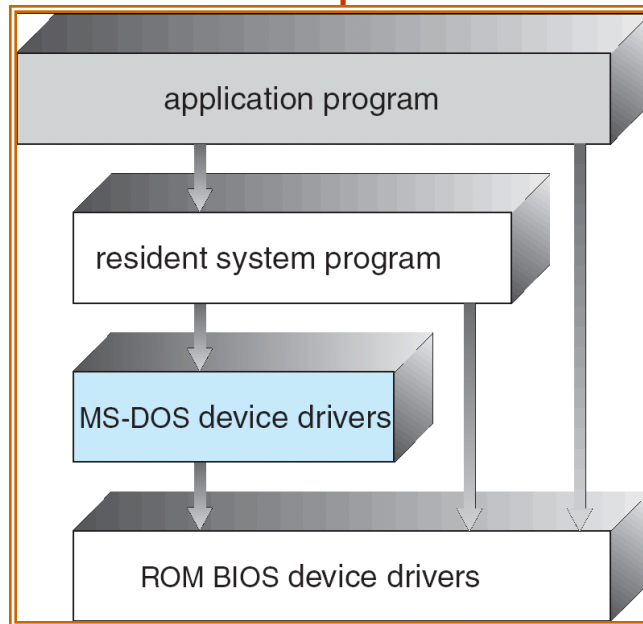 application program
resident system program
MS-DOS device drivers
ROM BIOS device drivers